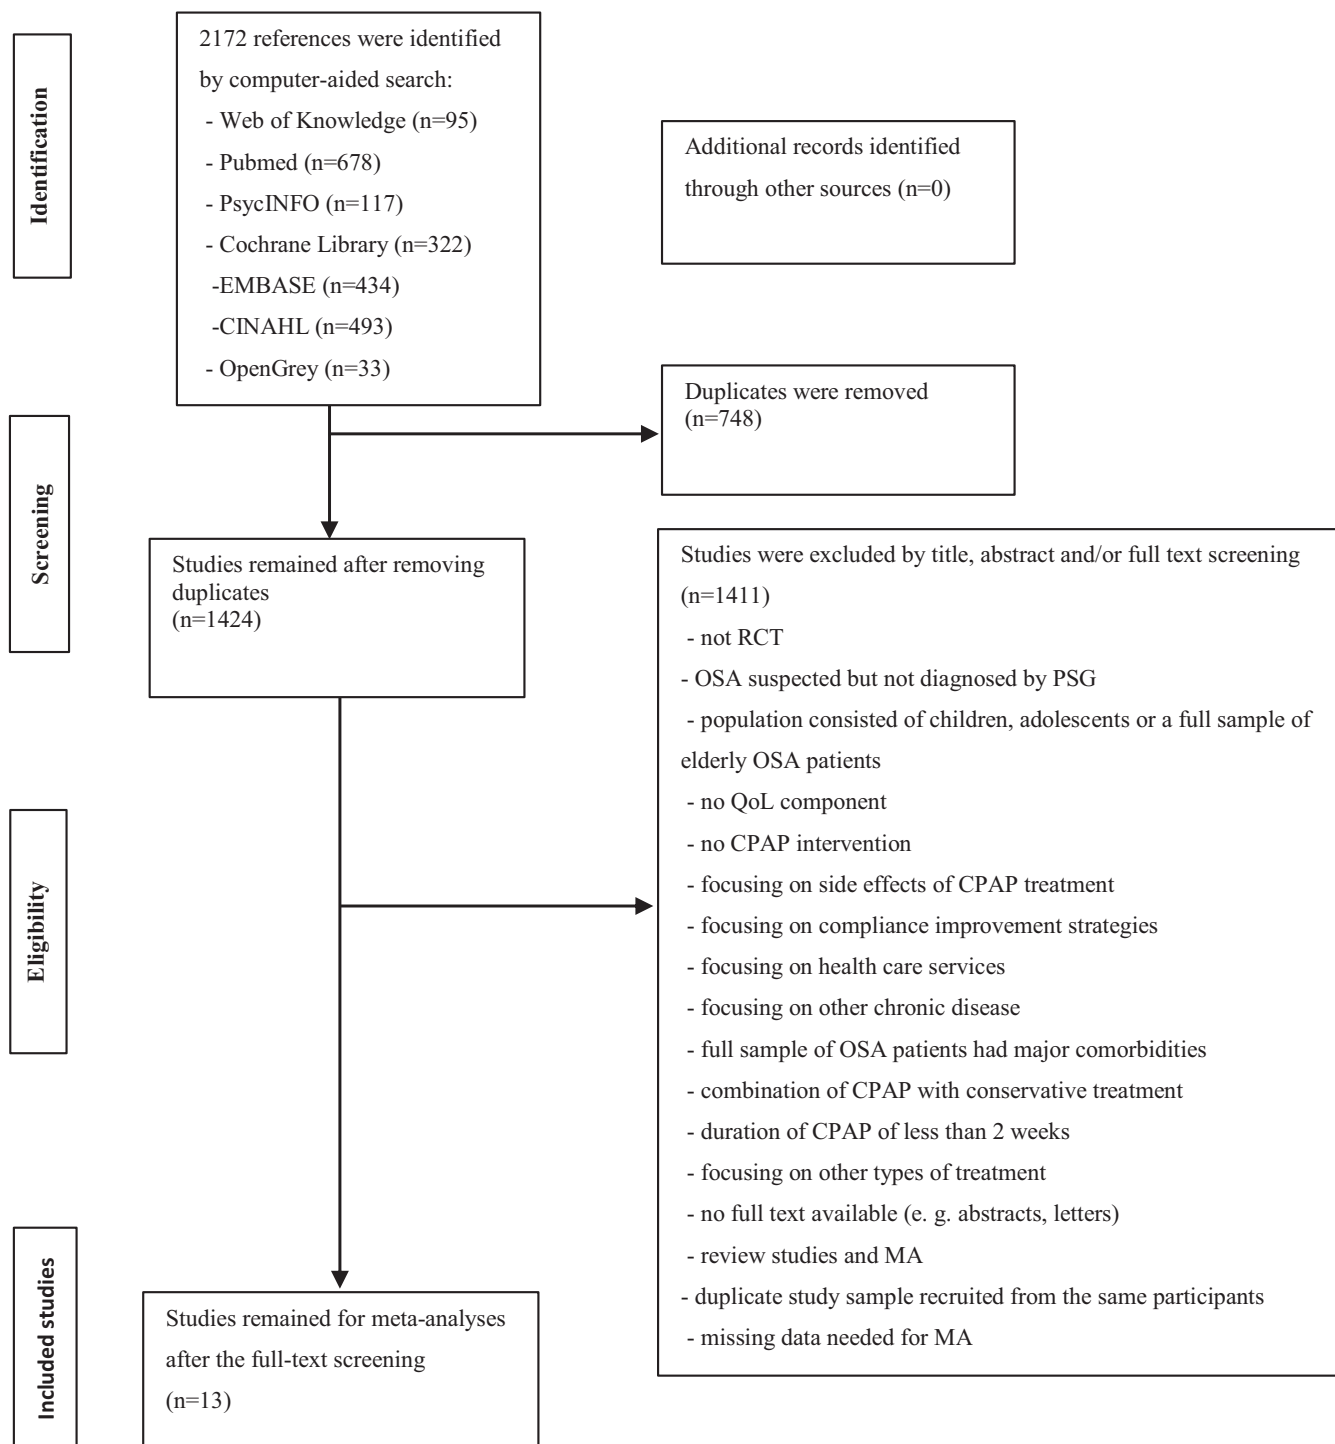 Identification
2172 references were identified
by computer-aided search:
- Web of Knowledge (n=95)
- Pubmed (n=678)
- PsycINFO (n=117)
- Cochrane Library (n=322)
-EMBASE (n=434)
-CINAHL (n=493)
- OpenGrey (n=33)
Additional records identified
through other sources (n=0)
Duplicates were removed
(n=748)
Screening
Studies remained after removing
duplicates
(n=1424)
Studies were excluded by title, abstract and/or full text screening
(n=1411)
- not RCT
- OSA suspected but not diagnosed by PSG
- population consisted of children, adolescents or a full sample of
elderly OSA patients
- no QoL component
- no CPAP intervention
- focusing on side effects of CPAP treatment
- focusing on compliance improvement strategies
- focusing on health care services
- focusing on other chronic disease
- full sample of OSA patients had major comorbidities
- combination of CPAP with conservative treatment
- duration of CPAP of less than 2 weeks
- focusing on other types of treatment
- no full text available (e. g. abstracts, letters)
- review studies and MA
- duplicate study sample recruited from the same participants
- missing data needed for MA
Eligibility
Included studies
Studies remained for meta-analyses
after the full-text screening
(n=13)